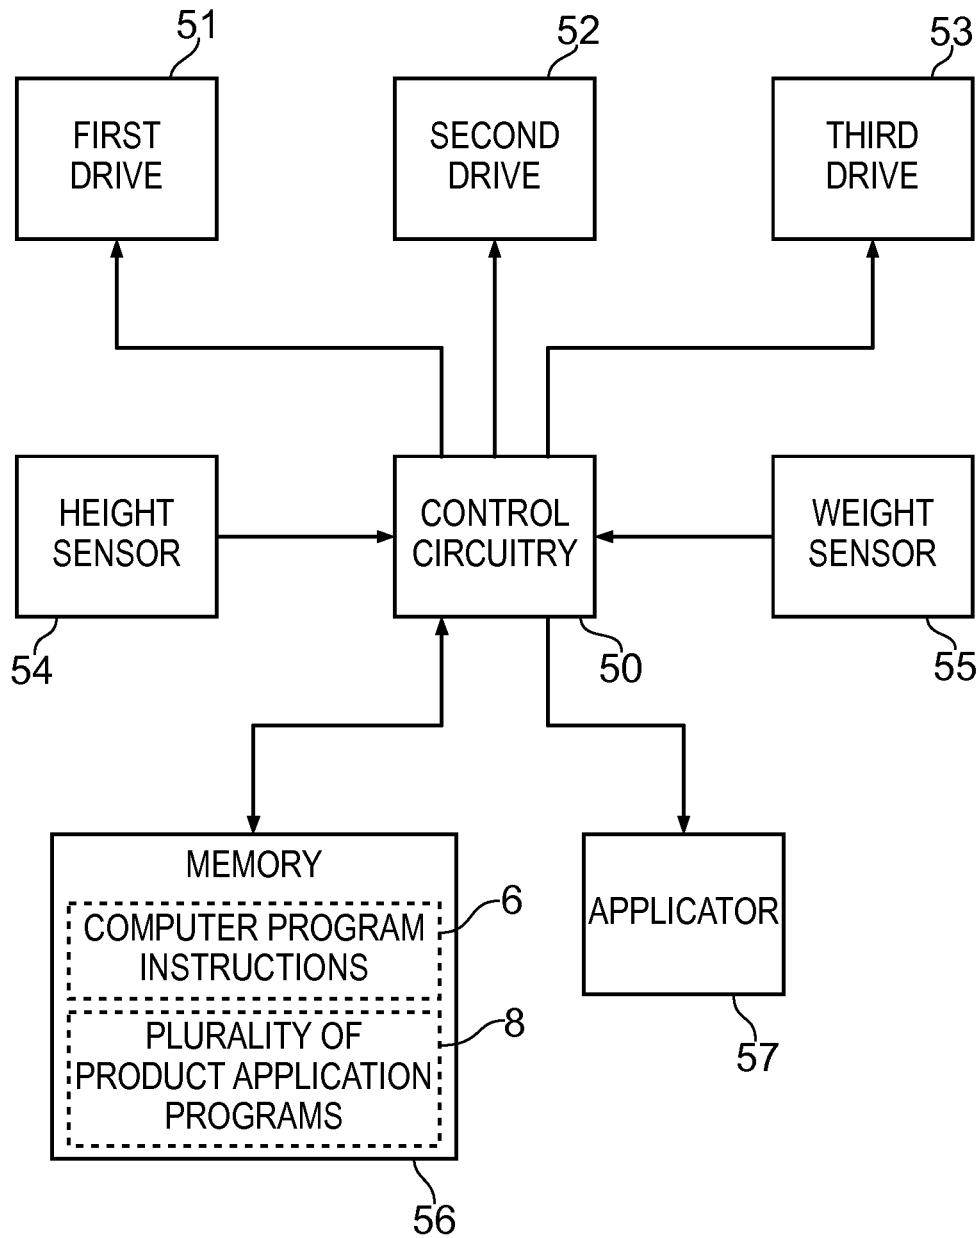 51
52
53
FIRST
DRIVE
SECOND
DRIVE
THIRD
DRIVE
HEIGHT
SENSOR
CONTROL
CIRCUITRY
WEIGHT
SENSOR
54
50
55
MEMORY
6
COMPUTER PROGRAM
INSTRUCTIONS
8
PLURALITY OF
PRODUCT APPLICATION
PROGRAMS
APPLICATOR
57
56